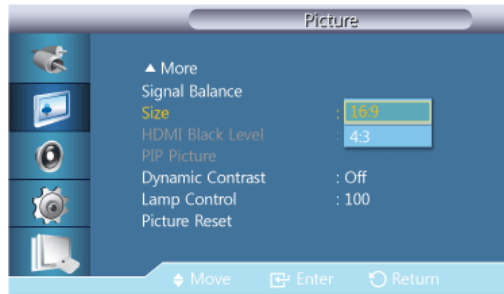 Picture
▲ More
Signal Balance
Size : 16:9
4:3
HDMI Black Level :
PIP Picture
Dynamic Contrast : Off
Lamp Control : 100
Picture Reset
Move Enter Return